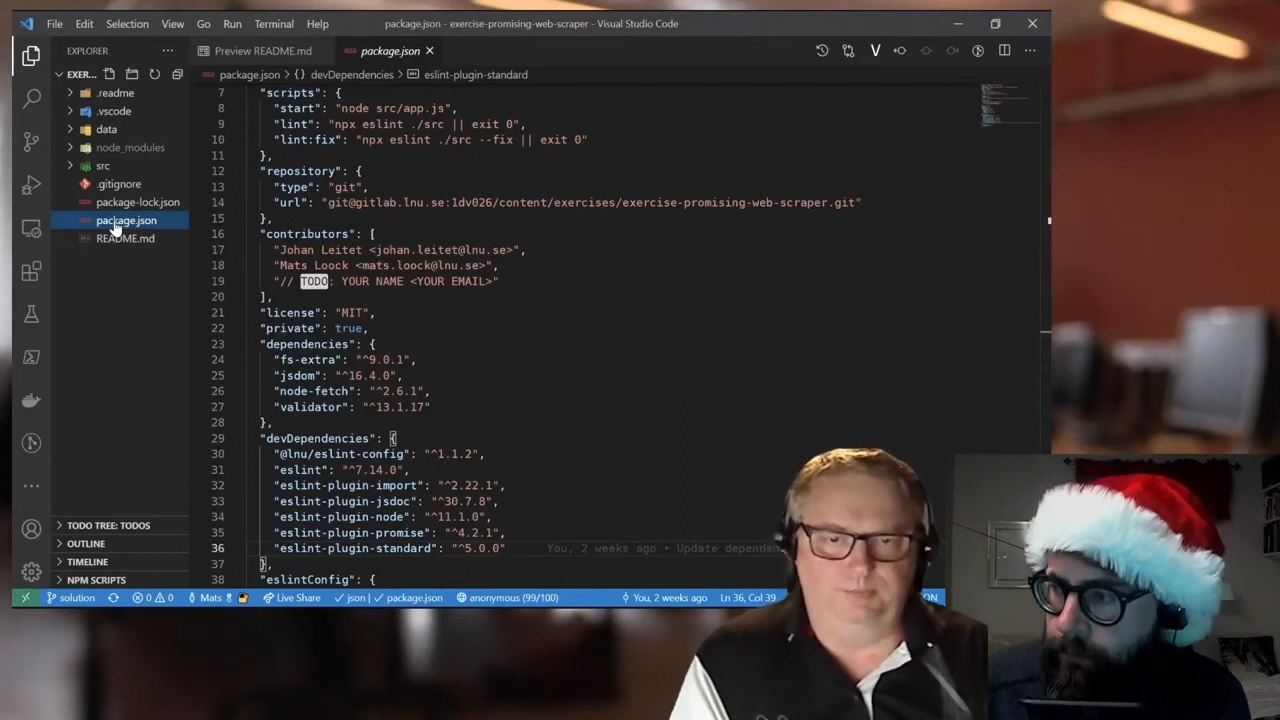 File Edit Selection View Go Run Terminal Help
package.json - exercise-promising-web-scraper - Visual Studio Code
EXPLORER
Preview README.md
package.json
EXER...
package.json
devDependencies
eslint-plugin-standard
.readme
.vscode
data
node_modules
src
.gitignore
package-lock.json
package.json
README.md
7 "scripts": {
8 "start": "node src/app.js",
9 "lint": "npx eslint ./src || exit 0",
10 "lint:fix": "npx eslint ./src --fix || exit 0"
11 },
12 "repository": {
13 "type": "git",
14 "url": "git@gitlab.lnu.se:1dv026/content/exercises/exercise-promising-web-scraper.git"
15 },
16 "contributors": [
17 "Johan Leitet <johan.leitet@lnu.se>",
18 "Mats Loock <mats.loock@lnu.se>",
19 "// TODO: YOUR NAME <YOUR EMAIL>"
20 ],
21 "license": "MIT",
22 "private": true,
23 "dependencies": {
24 "fs-extra": "^9.0.1",
25 "jsdom": "^16.4.0",
26 "node-fetch": "^2.6.1",
27 "validator": "^13.1.17"
28 },
29 "devDependencies": {
30 "@lnu/eslint-config": "^1.1.2",
31 "eslint": "^7.14.0",
32 "eslint-plugin-import": "^2.22.1",
33 "eslint-plugin-jsdoc": "^30.7.8",
34 "eslint-plugin-node": "^11.1.0",
35 "eslint-plugin-promise": "^4.2.1",
36 "eslint-plugin-standard": "^5.0.0" You, 2 weeks ago • Update
37 },
38 "eslintConfig": {
TODO TREE: TODOS
OUTLINE
TIMELINE
NPM SCRIPTS
solution
0
0
Mats
Live Share
json
package.json
anonymous (99/100)
You, 2 weeks ago
Ln 36, Col 39